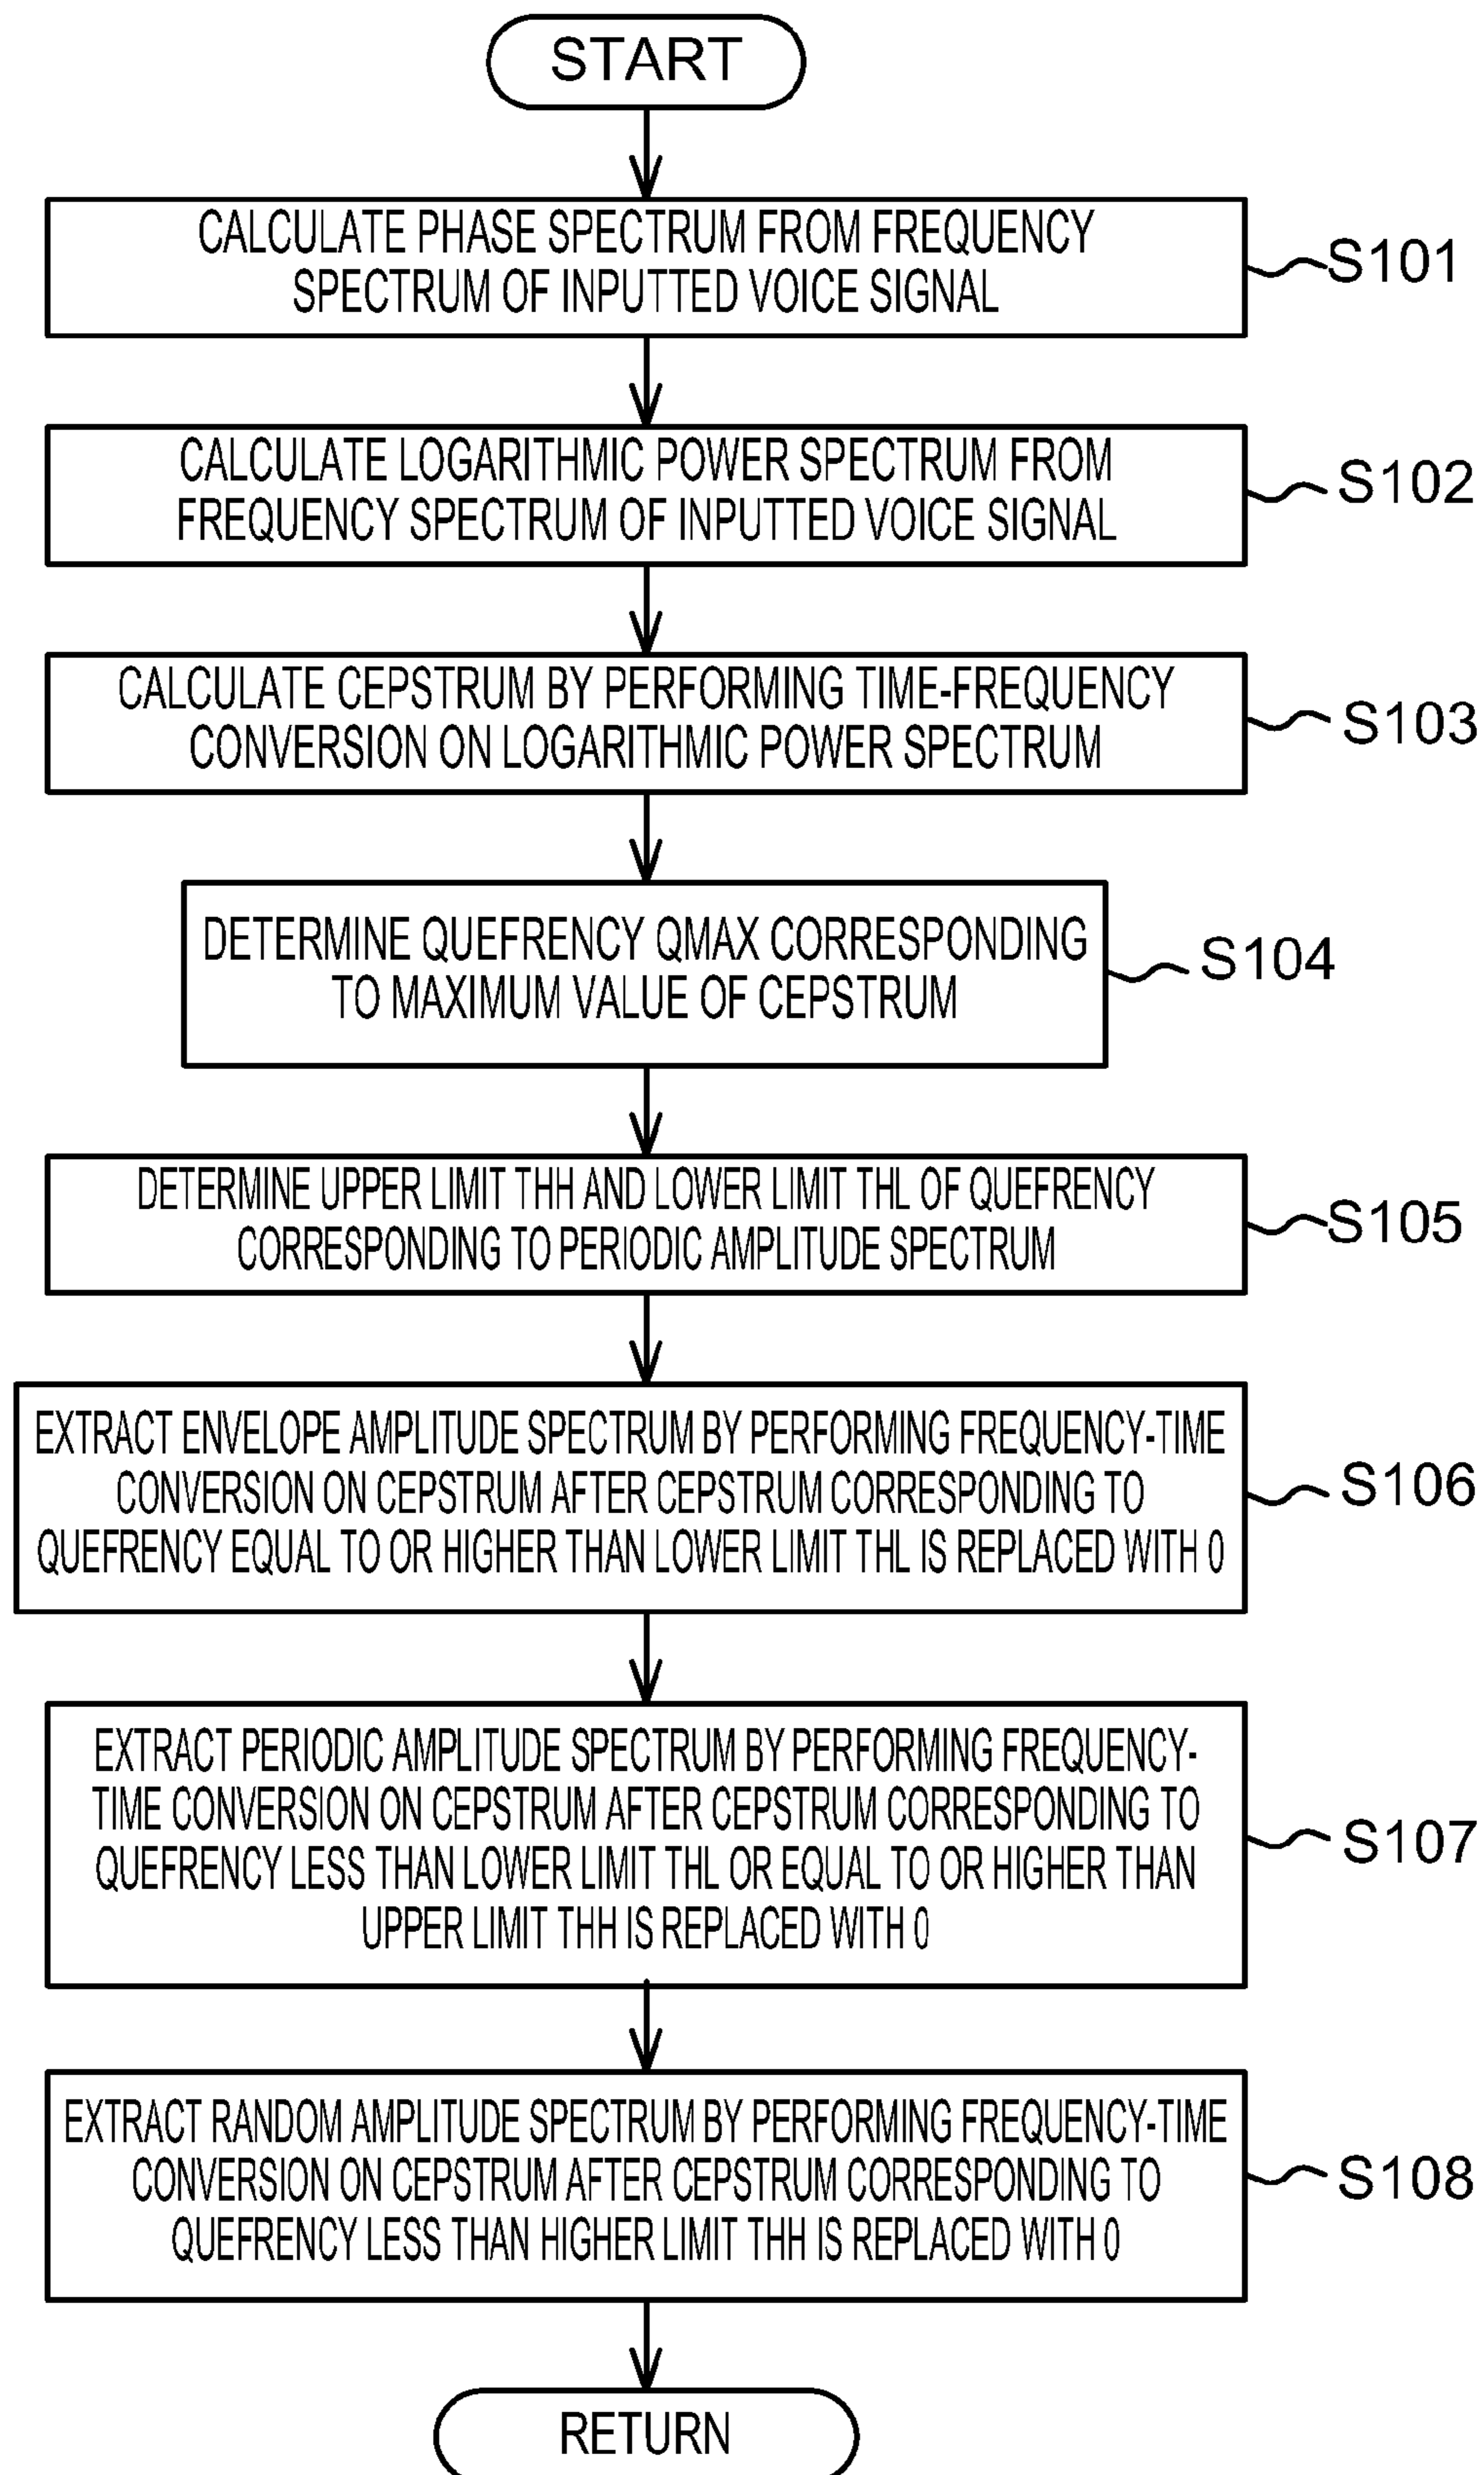 START
CALCULATE PHASE SPECTRUM FROM FREQUENCY
SPECTRUM OF INPUTTED VOICE SIGNAL
S101
CALCULATE LOGARITHMIC POWER SPECTRUM FROM
FREQUENCY SPECTRUM OF INPUTTED VOICE SIGNAL
S102
CALCULATE CEPSTRUM BY PERFORMING TIME-FREQUENCY
CONVERSION ON LOGARITHMIC POWER SPECTRUM
S103
DETERMINE QUEFRENCY QMAX CORRESPONDING
TO MAXIMUM VALUE OF CEPSTRUM
S104
DETERMINE UPPER LIMIT THH AND LOWER LIMIT THL OF QUEFRENCY
CORRESPONDING TO PERIODIC AMPLITUDE SPECTRUM
S105
EXTRACT ENVELOPE AMPLITUDE SPECTRUM BY PERFORMING FREQUENCY-TIME
CONVERSION ON CEPSTRUM AFTER CEPSTRUM CORRESPONDING TO
QUEFRENCY EQUAL TO OR HIGHER THAN LOWER LIMIT THL IS REPLACED WITH 0
S106
EXTRACT PERIODIC AMPLITUDE SPECTRUM BY PERFORMING FREQUENCY-
TIME CONVERSION ON CEPSTRUM AFTER CEPSTRUM CORRESPONDING TO
QUEFRENCY LESS THAN LOWER LIMIT THL OR EQUAL TO OR HIGHER THAN
UPPER LIMIT THH IS REPLACED WITH 0
S107
EXTRACT RANDOM AMPLITUDE SPECTRUM BY PERFORMING FREQUENCY-TIME
CONVERSION ON CEPSTRUM AFTER CEPSTRUM CORRESPONDING TO
QUEFRENCY LESS THAN HIGHER LIMIT THH IS REPLACED WITH 0
S108
RETURN